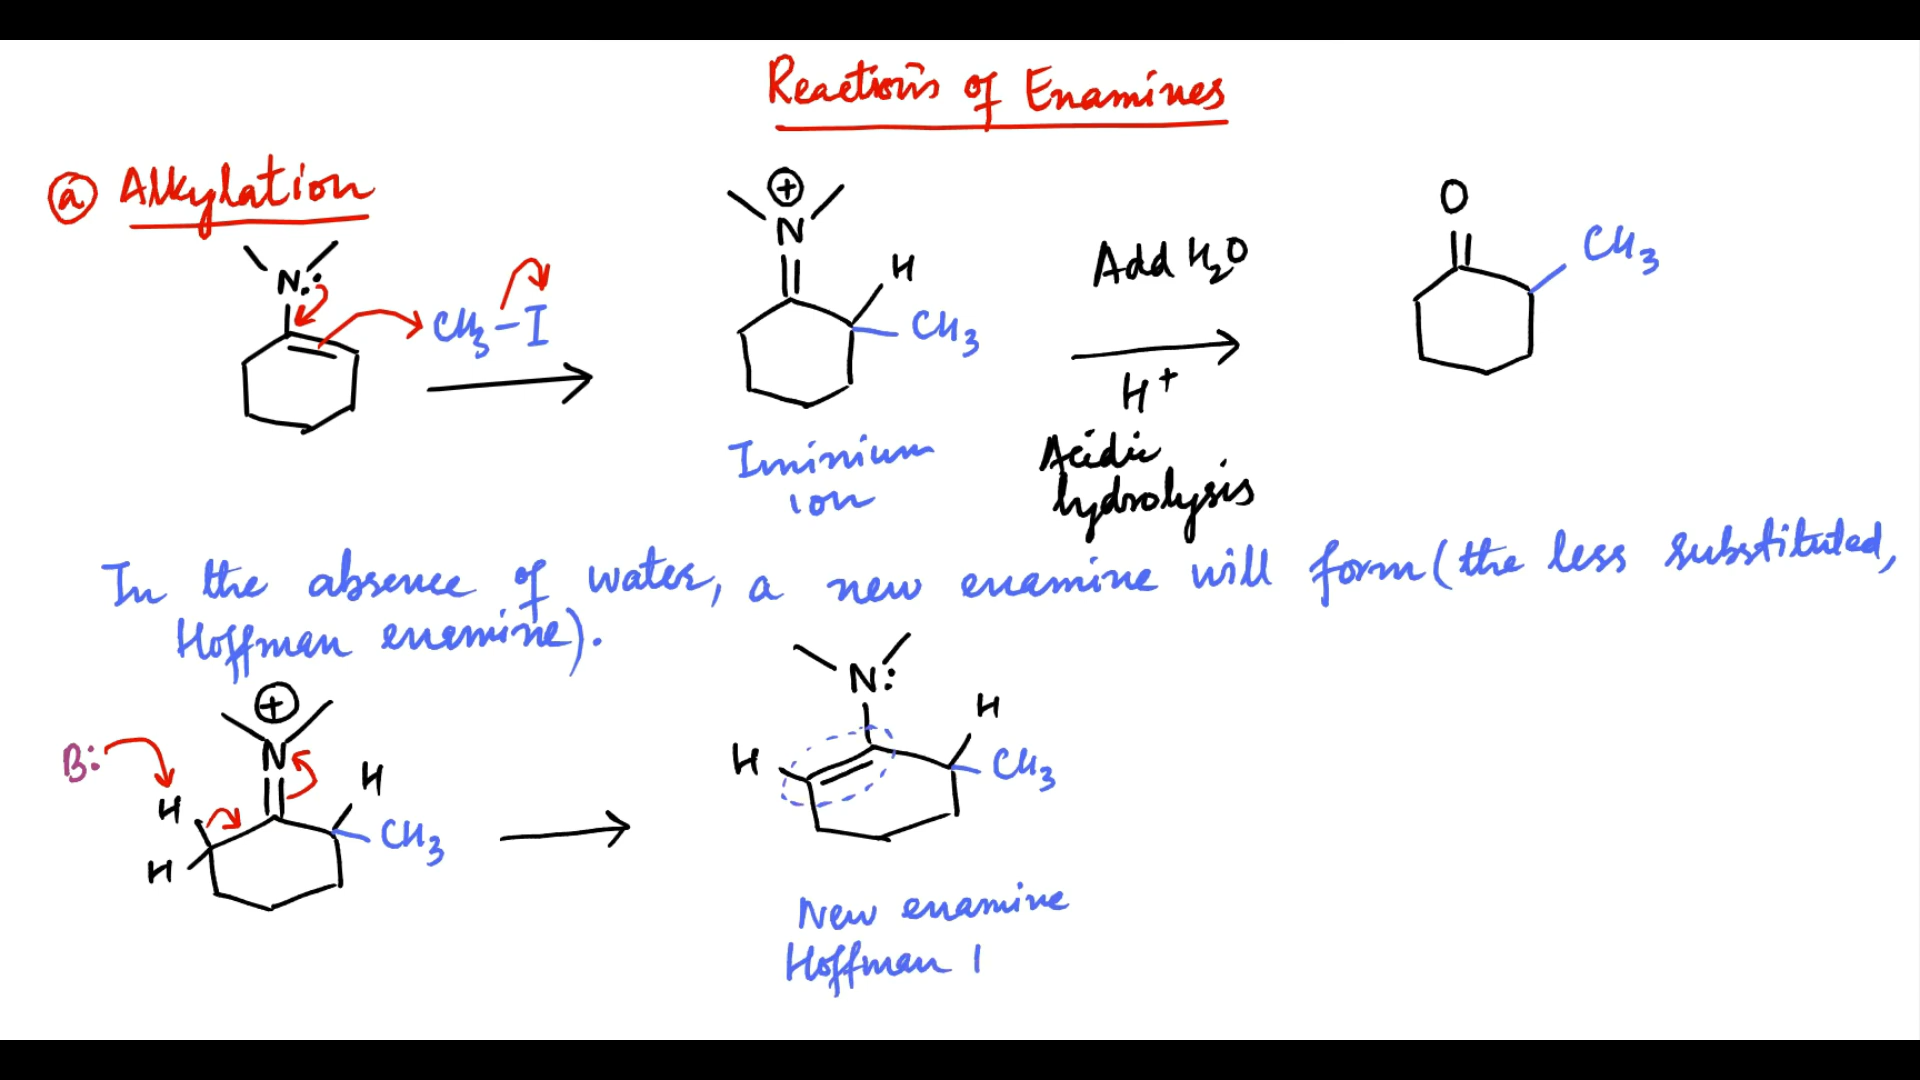 Reactions of Enamines
ⓐ Alkylation
N:
CH3-I
⊕
N
H
CH3
Iminium
ion
Add H2O
H+
Acidic
hydrolysis
O
CH3
In the absence of water, a new enamine will form (the less substituted,
Hoffman enamine).
B:
H
H
⊕
N
H
CH3
N:
H
H
CH3
New enamine
Hoffman